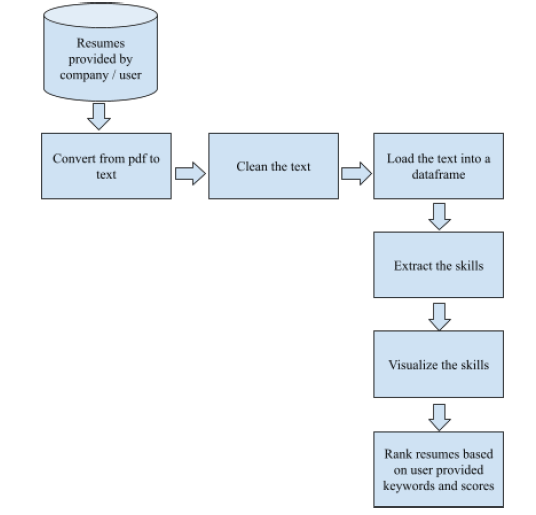 Resumes
provided by
company / user
Convert from pdf to
text
Clean the text
Load the text into a
dataframe
Extract the skills
Visualize the skills
Rank resumes based
on user provided
keywords and scores